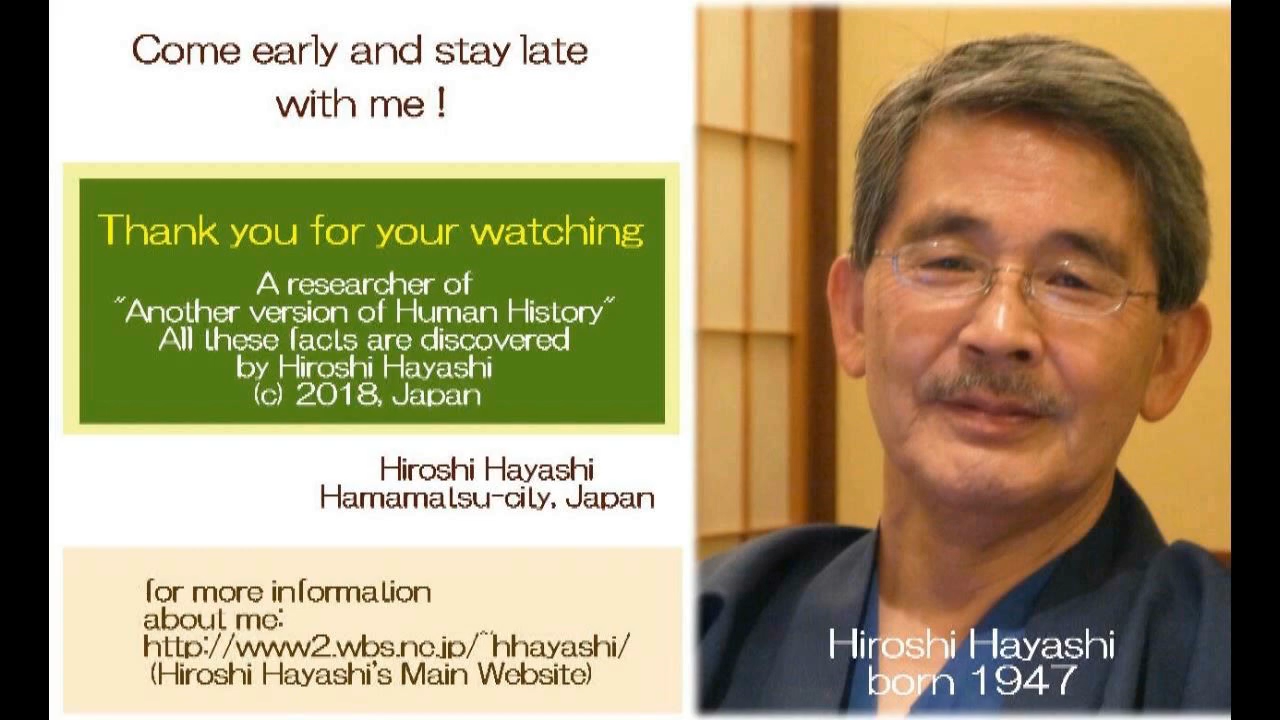 Come early and stay late
with me !
Thank you for your watching
A researcher of
"Another version of Human History"
All these facts are discovered
by Hiroshi Hayashi
(c) 2018, Japan
Hiroshi Hayashi
Hamamatsu-city, Japan
for more information
about me:
http://www2.wbs.ne.jp/~hhayashi/
(Hiroshi Hayashi's Main Website)
Hiroshi Hayashi
born 1947